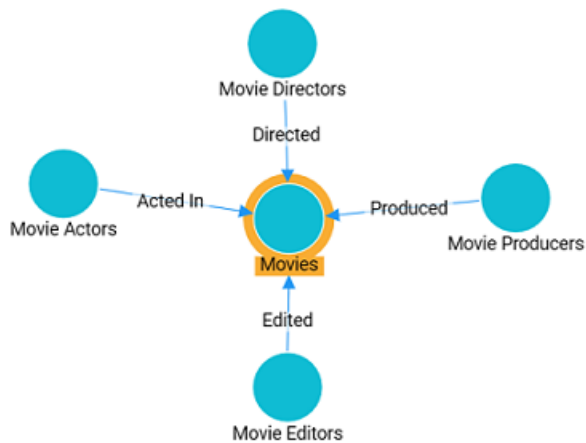 Movie Directors
Directed
Acted In
Produced
Movie Actors
Movie Producers
Movies
Edited
Movie Editors